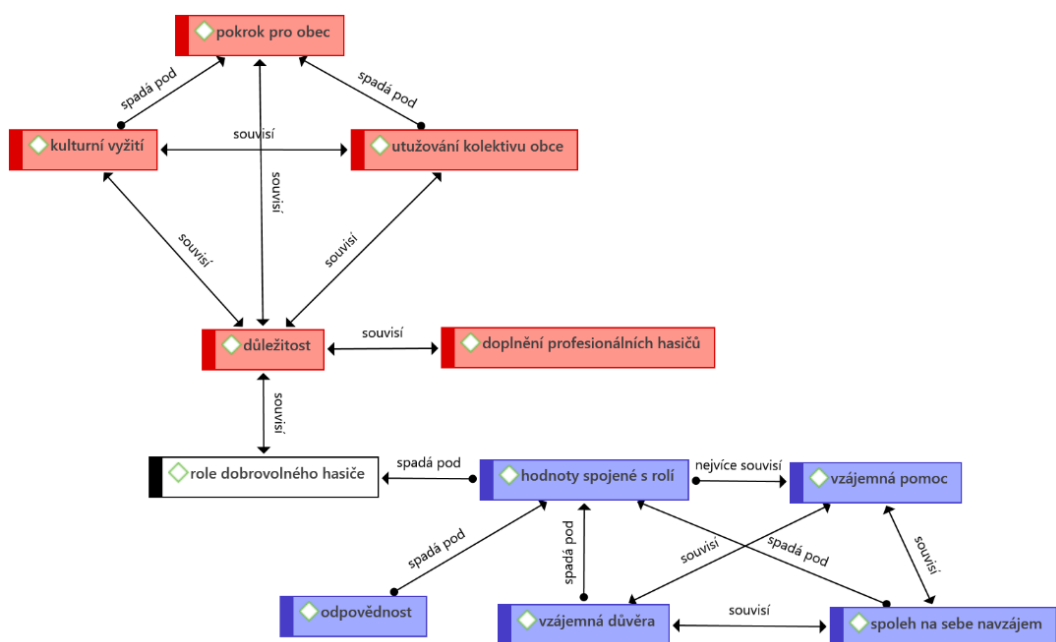 pokrok pro obec
spadá pod
spadá pod
kulturní vyžití
souvisí
utužování kolektivu obce
souvisí
souvisí
souvisí
důležitost
souvisí
doplnění profesionálních hasičů
souvisí
role dobrovolného hasiče
spadá pod
hodnoty spojené s rolí
nejvíce souvisí
vzájemná pomoc
spadá pod
spadá pod
souvisí
spadá pod
souvisí
odpovědnost
vzájemná důvěra
souvisí
spoleh na sebe navzájem